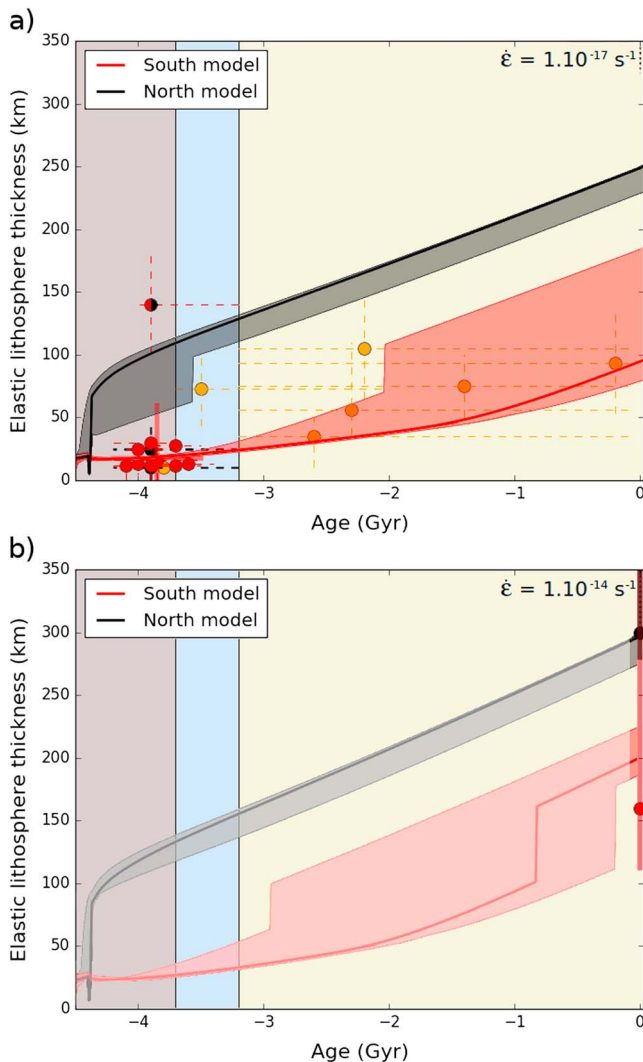 a)
350
300
250
200
150
100
50
0
Elastic lithosphere thickness (km)
South model
North model
ε̇ = 1.10⁻¹⁷ s⁻¹
−4 −3 −2 −1 0
Age (Gyr)
b)
350
300
250
200
150
100
50
0
Elastic lithosphere thickness (km)
South model
North model
ε̇ = 1.10⁻¹⁴ s⁻¹
−4 −3 −2 −1 0
Age (Gyr)